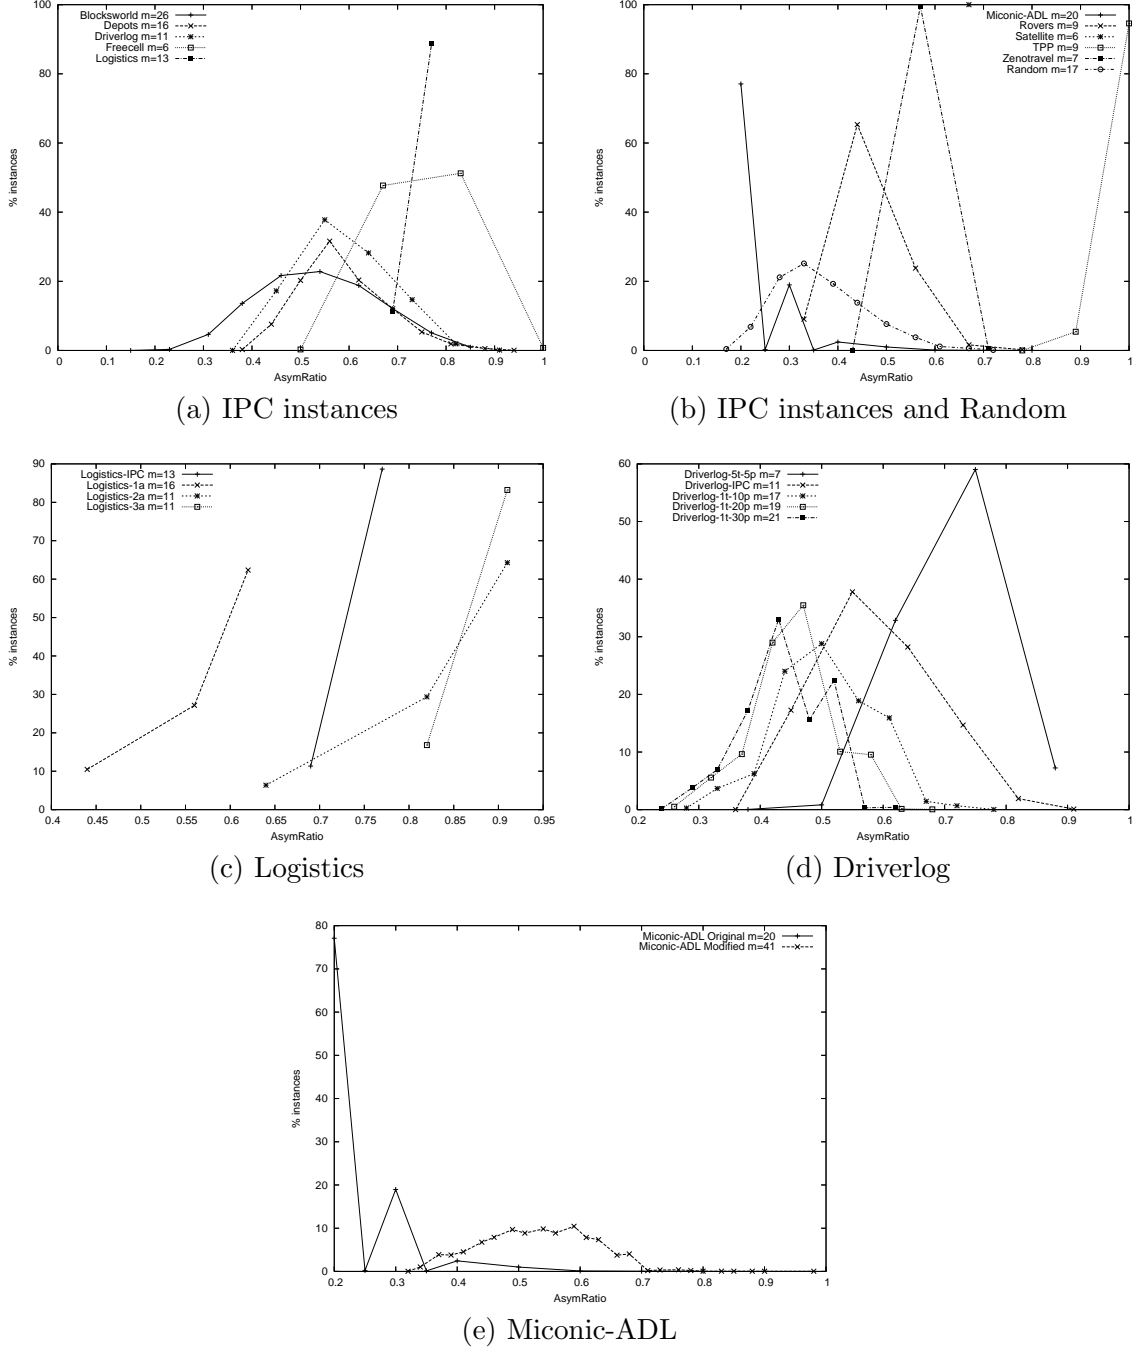 100
80
60
40
20
0
% instances
Blocksworld m=26
Depots m=16
Driverlog m=11
Freecell m=6
Logistics m=13
0 0.1 0.2 0.3 0.4 0.5 0.6 0.7 0.8 0.9 1
AsymRatio
(a) IPC instances
100
80
60
40
20
0
% instances
Miconic-ADL m=20
Rovers m=9
Satellite m=6
TPP m=9
Zenotravel m=7
Random m=17
0 0.1 0.2 0.3 0.4 0.5 0.6 0.7 0.8 0.9 1
AsymRatio
(b) IPC instances and Random
90
80
70
60
50
40
30
20
10
0
% instances
Logistics-IPC m=13
Logistics-1a m=16
Logistics-2a m=11
Logistics-3a m=11
0.4 0.45 0.5 0.55 0.6 0.65 0.7 0.75 0.8 0.85 0.9 0.95
AsymRatio
(c) Logistics
60
50
40
30
20
10
0
% instances
Driverlog-5t-5p m=7
Driverlog-IPC m=11
Driverlog-1t-10p m=17
Driverlog-1t-20p m=19
Driverlog-1t-30p m=21
0.2 0.3 0.4 0.5 0.6 0.7 0.8 0.9 1
AsymRatio
(d) Driverlog
80
70
60
50
40
30
20
10
0
% instances
Miconic-ADL Original m=20
Miconic-ADL Modified m=41
0.2 0.3 0.4 0.5 0.6 0.7 0.8 0.9 1
AsymRatio
(e) Miconic-ADL